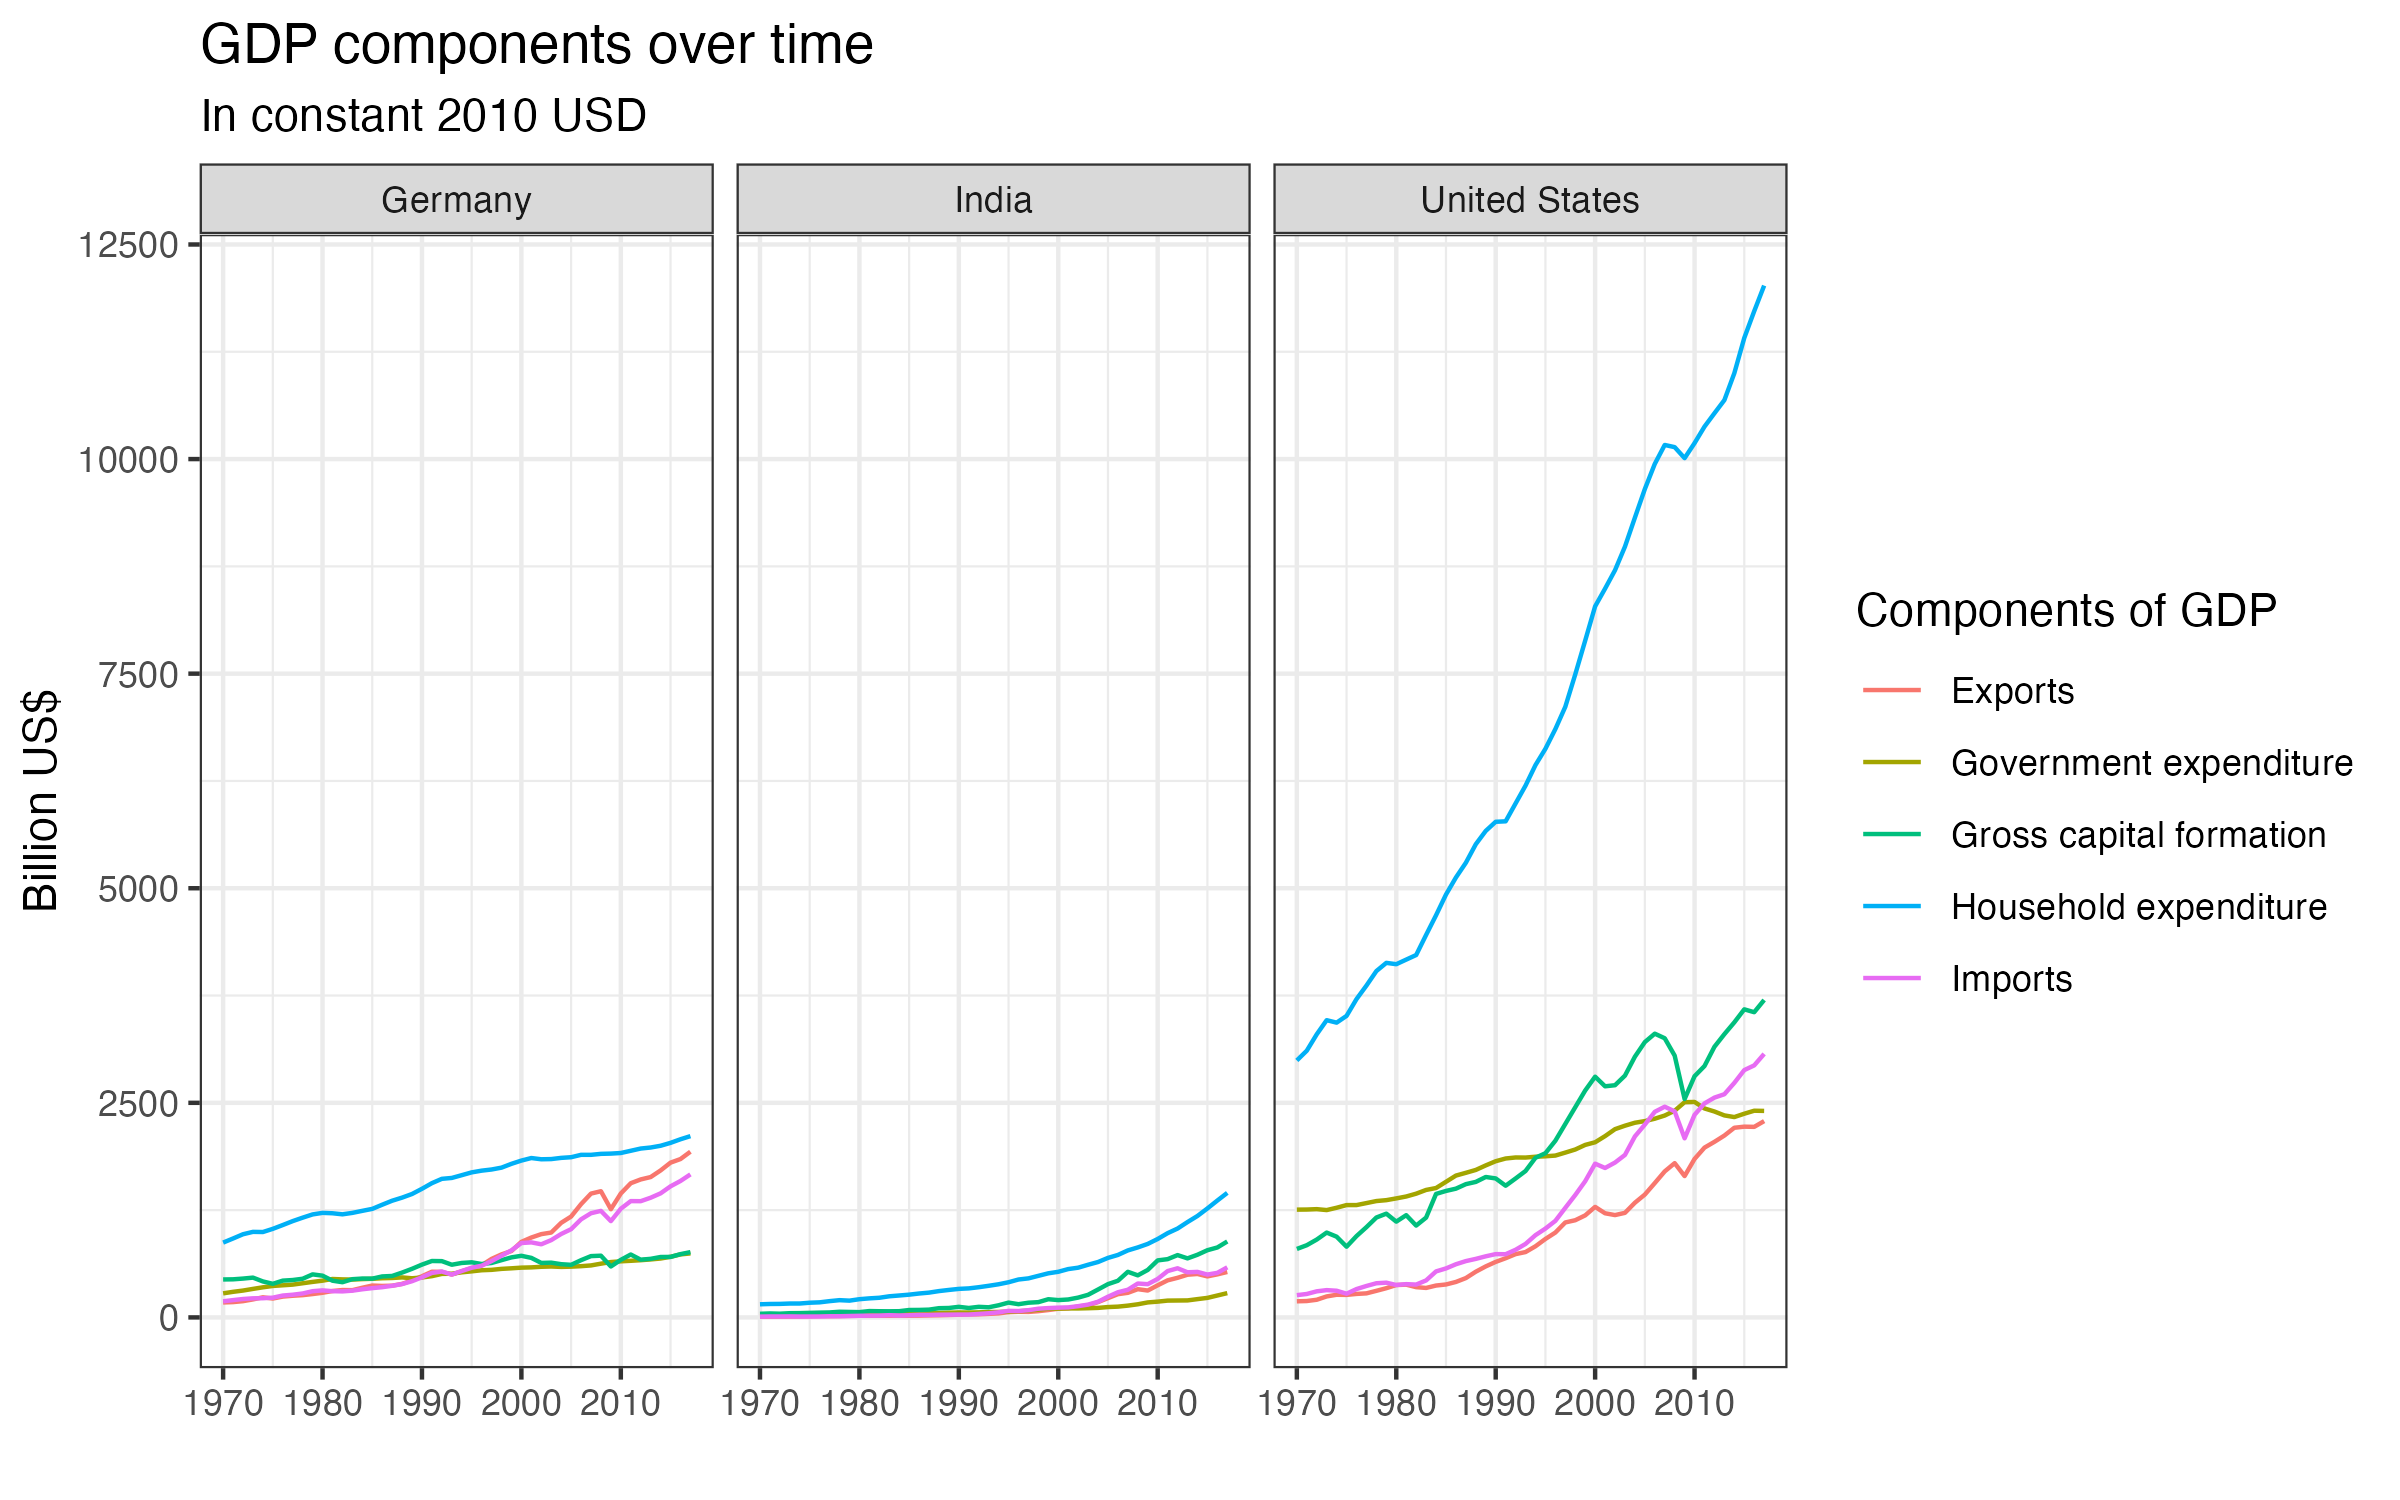 GDP components over time
In constant 2010 USD
Germany
India
United States
Billion US$
12500
10000
7500
5000
2500
0
1970 1980 1990 2000 2010
1970 1980 1990 2000 2010
1970 1980 1990 2000 2010
Components of GDP
Exports
Government expenditure
Gross capital formation
Household expenditure
Imports